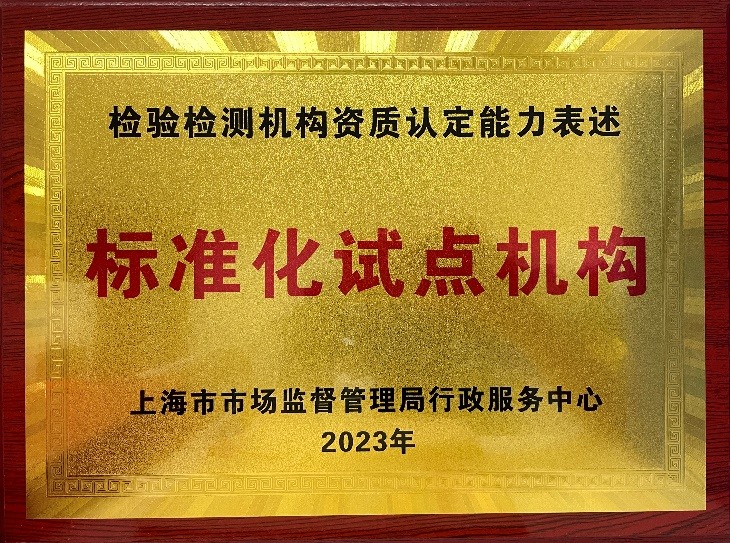 检验检测机构资质认定能力表述
标准化试点机构
上海市市场监督管理局行政服务中心
2023年